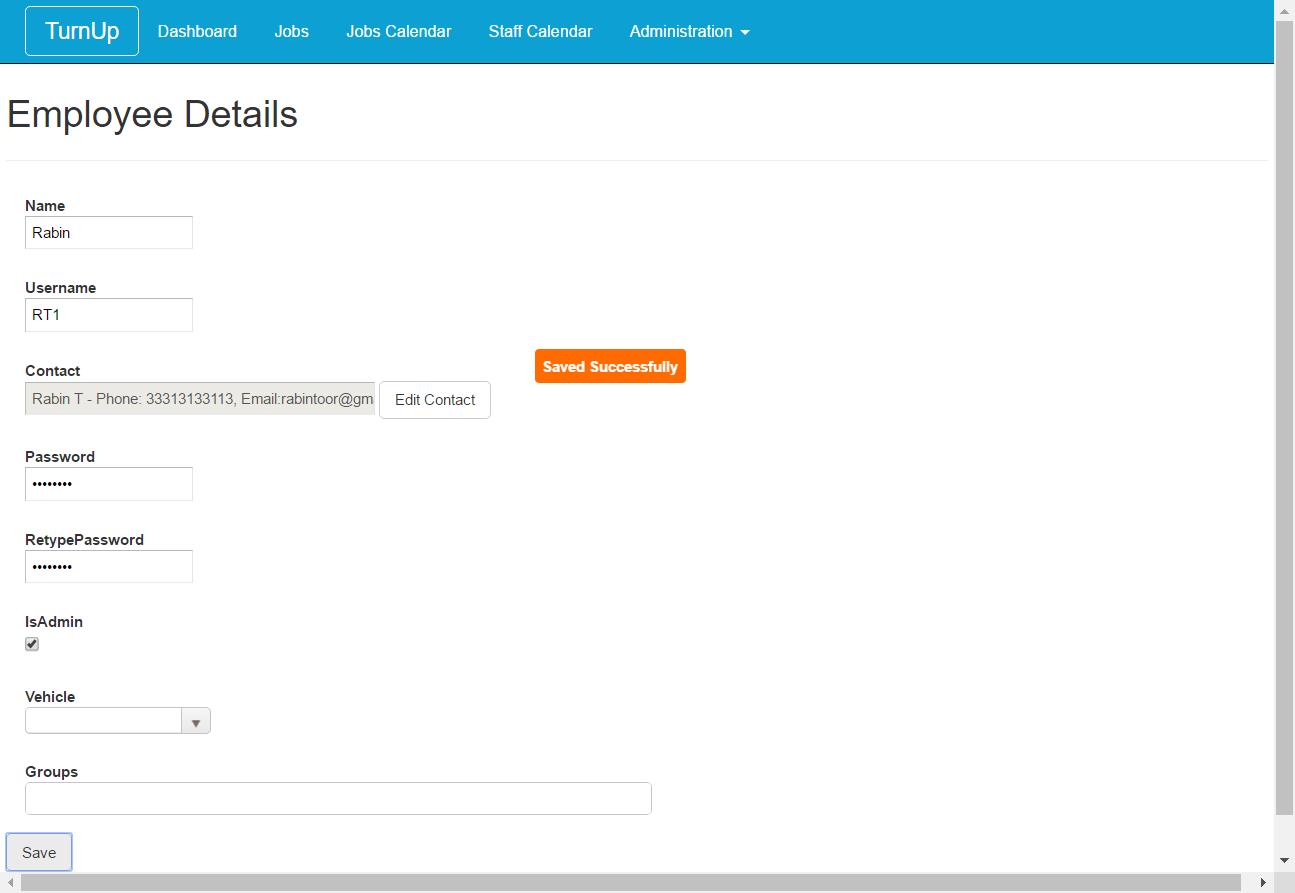 TurnUp Dashboard Jobs Jobs Calendar Staff Calendar Administration
Employee Details
Name
Rabin
Username
RT1
Saved Successfully
Contact
Rabin T - Phone: 33313133113, Email:rabintoor@gm Edit Contact
Password
••••••••
RetypePassword
••••••••
IsAdmin
Vehicle
Groups
Save